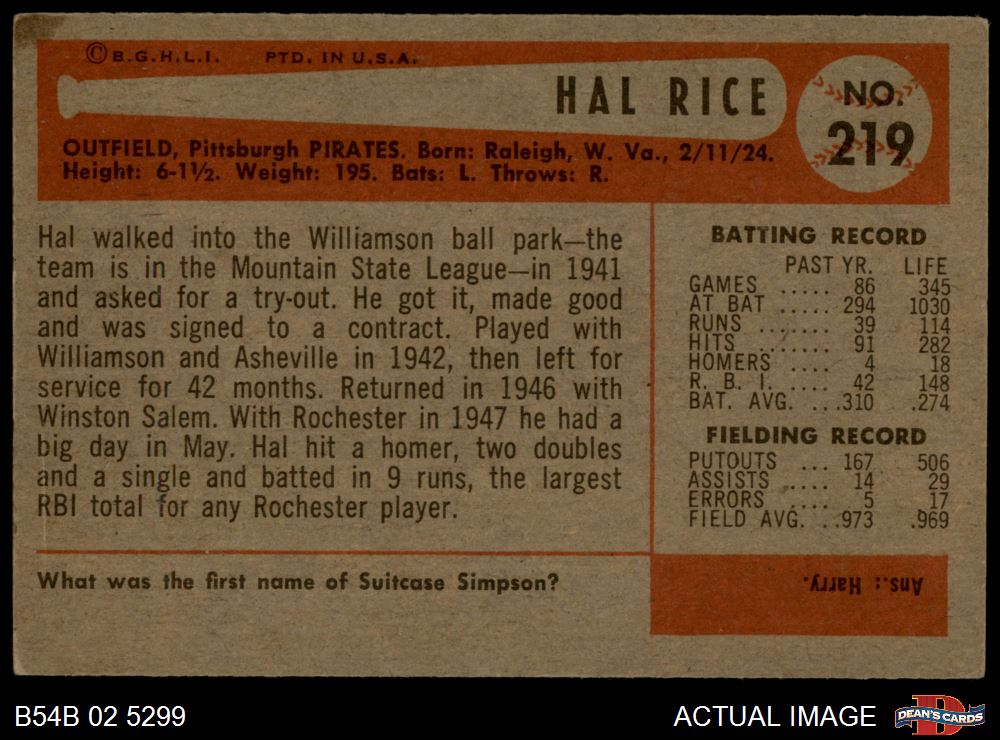 © B.G.H.L.I. PTD. IN U.S.A.
HAL RICE
NO.
219
OUTFIELD, Pittsburgh PIRATES. Born: Raleigh, W. Va., 2/11/24.
Height: 6-1½. Weight: 195. Bats: L. Throws: R.
Hal walked into the Williamson ball park—the
team is in the Mountain State League—in 1941
and asked for a try-out. He got it, made good
and was signed to a contract. Played with
Williamson and Asheville in 1942, then left for
service for 42 months. Returned in 1946 with
Winston Salem. With Rochester in 1947 he had a
big day in May. Hal hit a homer, two doubles
and a single and batted in 9 runs, the largest
RBI total for any Rochester player.
BATTING RECORD
PAST YR. LIFE
GAMES ..... 86 345
AT BAT ..... 294 1030
RUNS ....... 39 114
HITS ........ 91 282
HOMERS .... 4 18
R. B. I. ..... 42 148
BAT. AVG. ...310 .274
FIELDING RECORD
PUTOUTS ... 167 506
ASSISTS .... 14 29
ERRORS .... 5 17
FIELD AVG. ..973 .969
What was the first name of Suitcase Simpson?
Ans.: Harry.
B54B 02 5299
ACTUAL IMAGE
D
DEAN'S CARDS